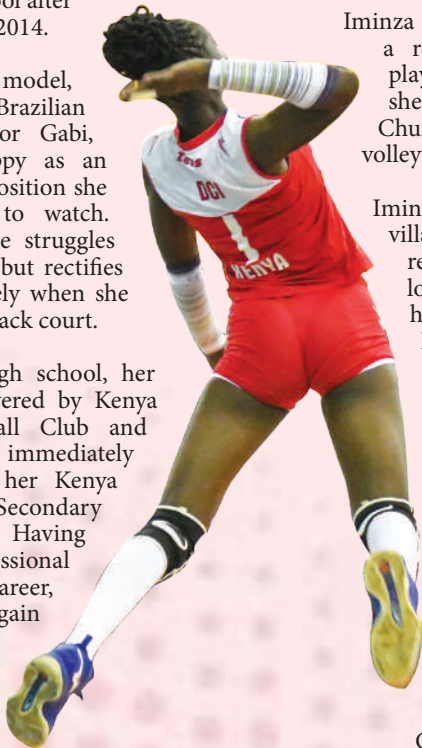 ool after
2014.
model,
Brazilian
or Gabi,
ppy as an
osition she
to watch.
e struggles
but rectifies
ely when she
ack court.
gh school, her
vered by Kenya
all Club and
immediately
her Kenya
Secondary
Having
essional
areer,
gain
Zeus
DCI
1
KENYA
Iminza
a r
play
she
Chu
volley
Imin
villa
re
lo
h